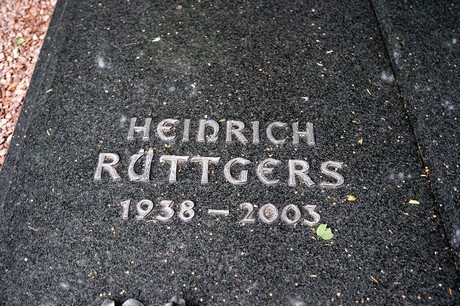 HEINRICH
RÜTTGERS
1938 – 2003